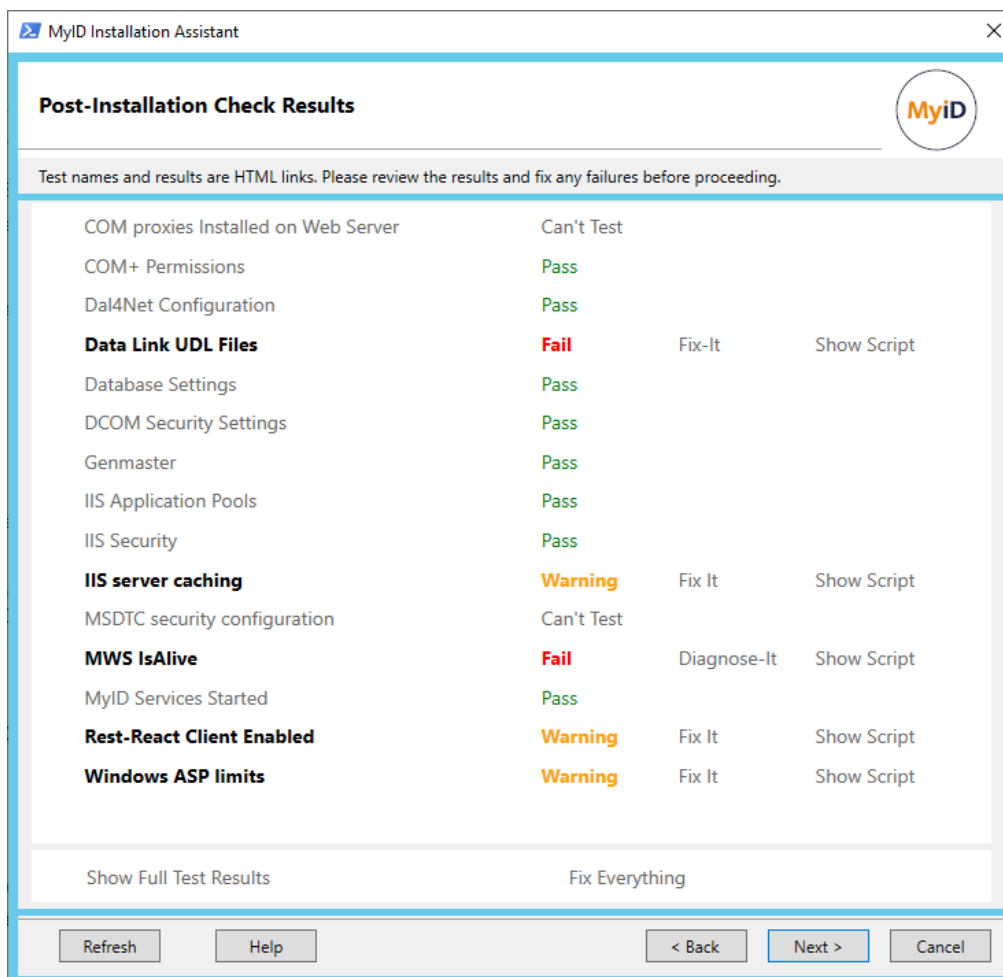 MyID Installation Assistant
Post-Installation Check Results
MyiD
Test names and results are HTML links. Please review the results and fix any failures before proceeding.
COM proxies Installed on Web Server Can't Test
COM+ Permissions Pass
Dal4Net Configuration Pass
Data Link UDL Files Fail Fix-It Show Script
Database Settings Pass
DCOM Security Settings Pass
Genmaster Pass
IIS Application Pools Pass
IIS Security Pass
IIS server caching Warning Fix It Show Script
MSDTC security configuration Can't Test
MWS IsAlive Fail Diagnose-It Show Script
MyID Services Started Pass
Rest-React Client Enabled Warning Fix It Show Script
Windows ASP limits Warning Fix It Show Script
Show Full Test Results Fix Everything
Refresh Help < Back Next > Cancel